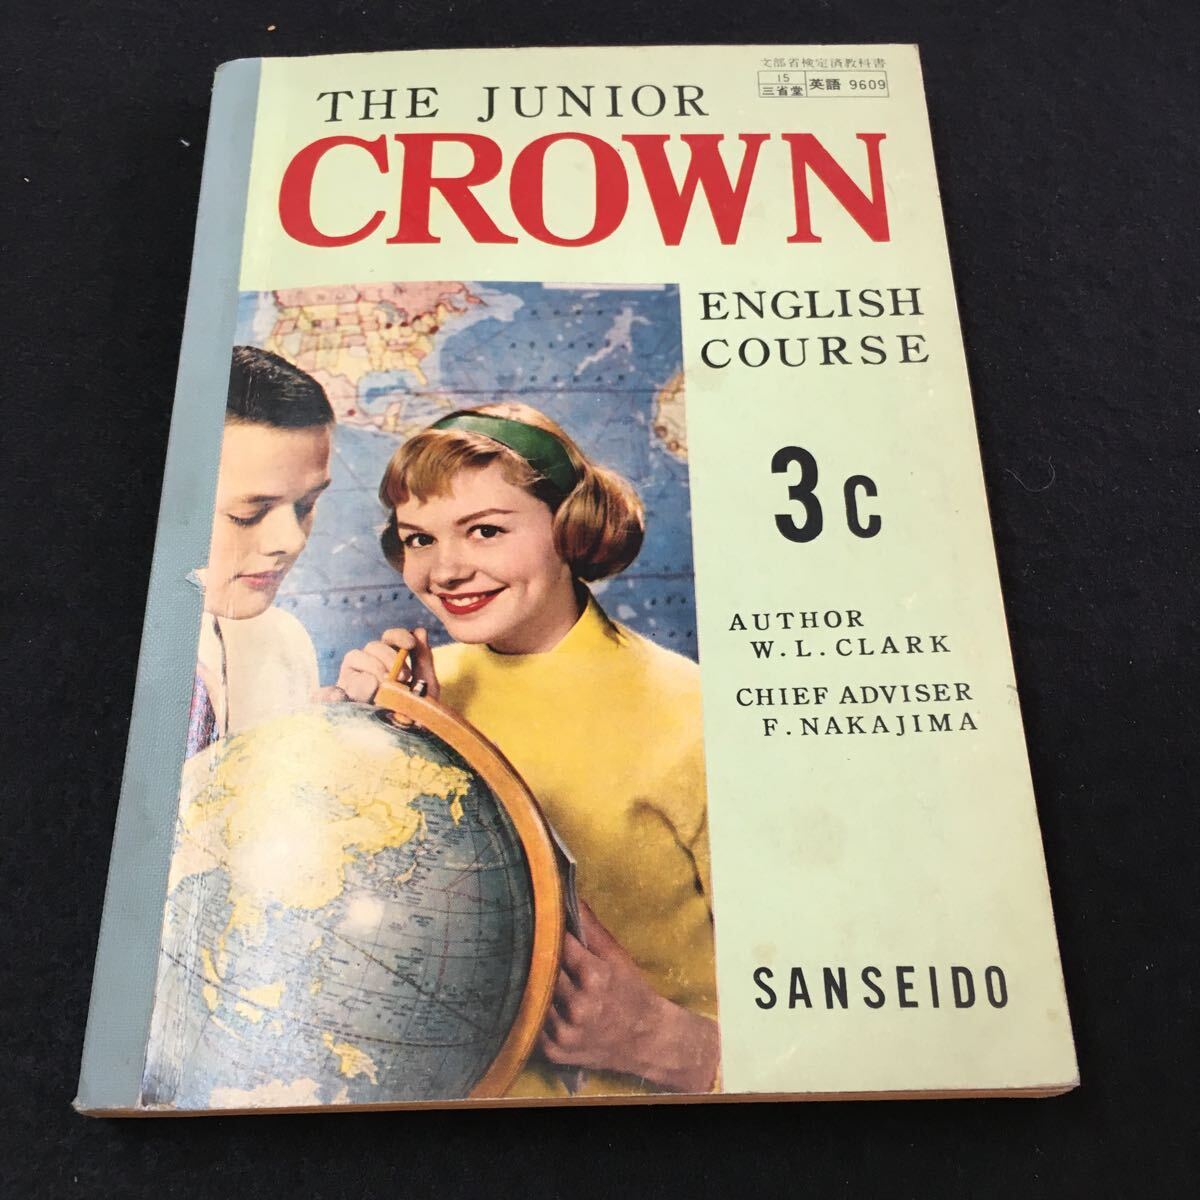 文部省検定済教科書
15
三省堂
英語 9609
THE JUNIOR
CROWN
ENGLISH
COURSE
3C
AUTHOR
W. L. CLARK
CHIEF ADVISER
F. NAKAJIMA
SANSEIDO